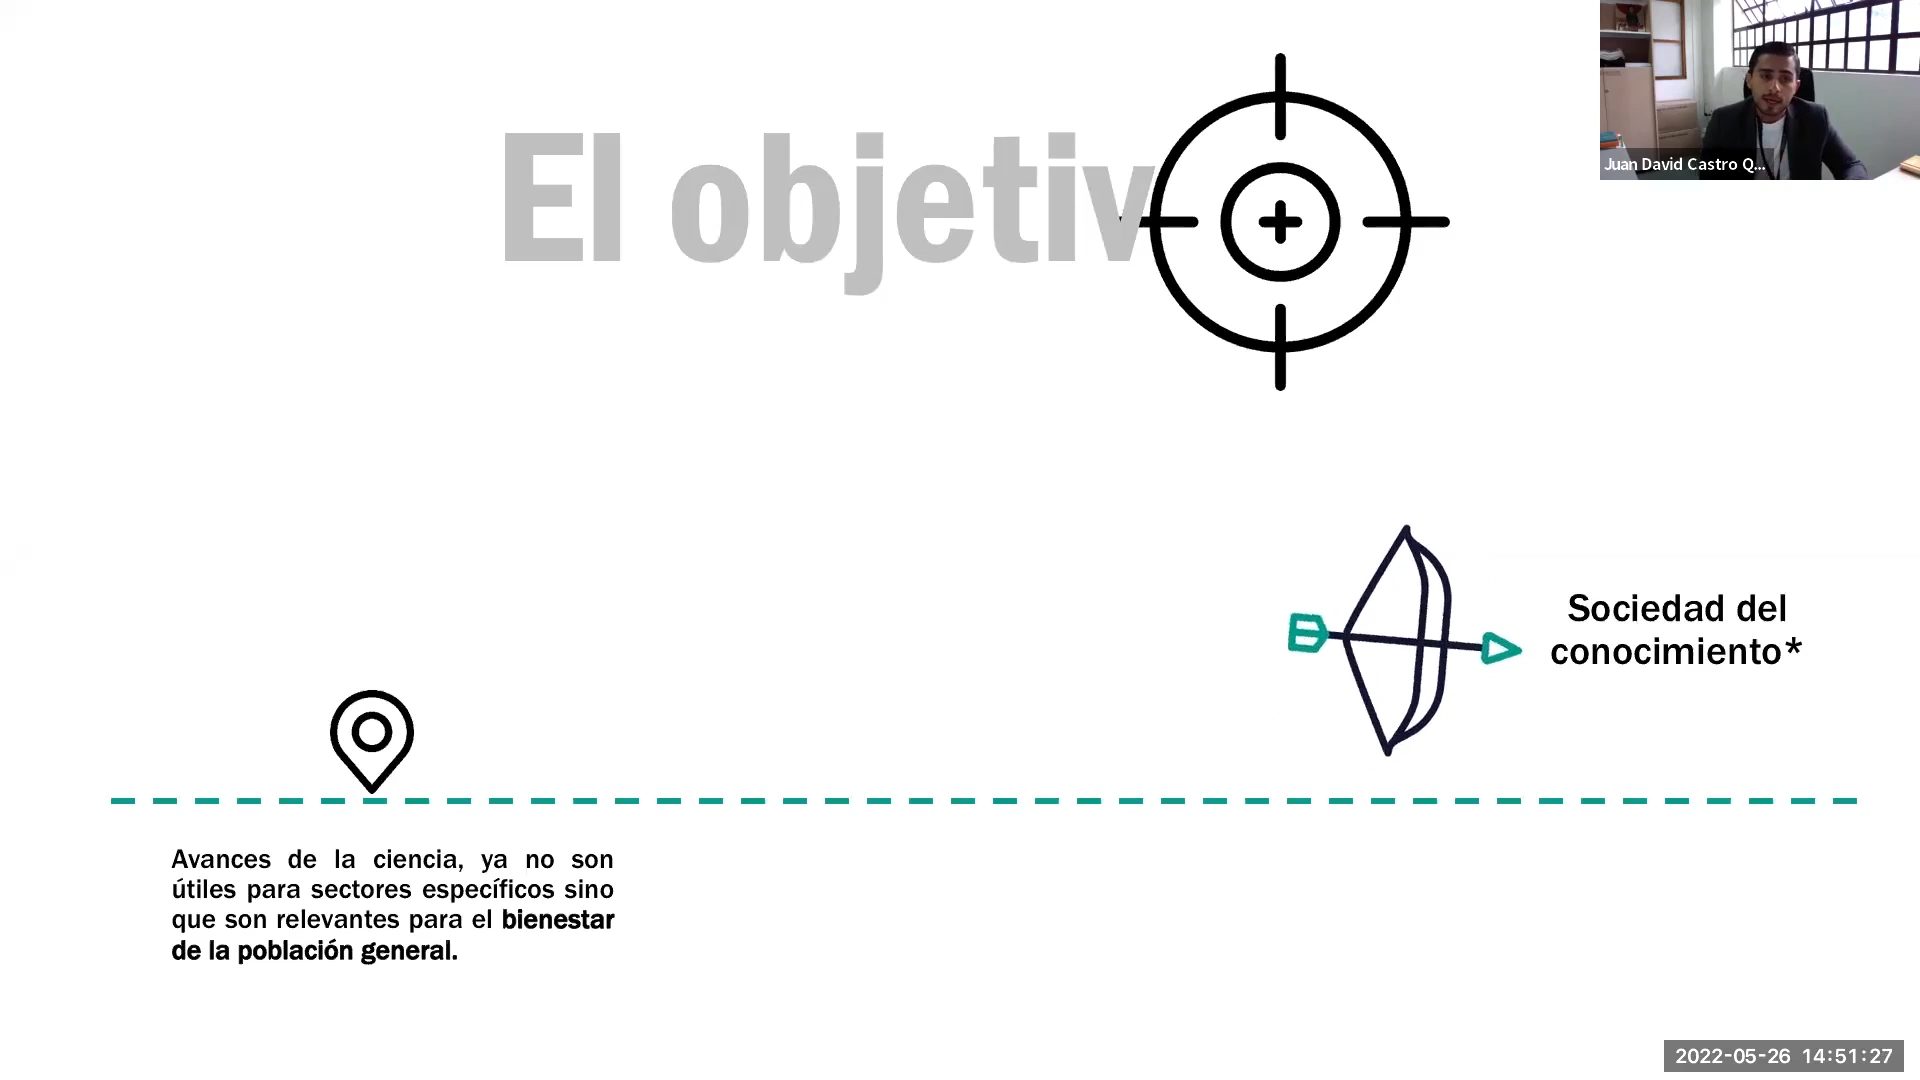 El objetiv
Juan David Castro Q...
Sociedad del
conocimiento*
Avances de la ciencia, ya no son
útiles para sectores específicos sino
que son relevantes para el bienestar
de la población general.
2022-05-26 14:51:27